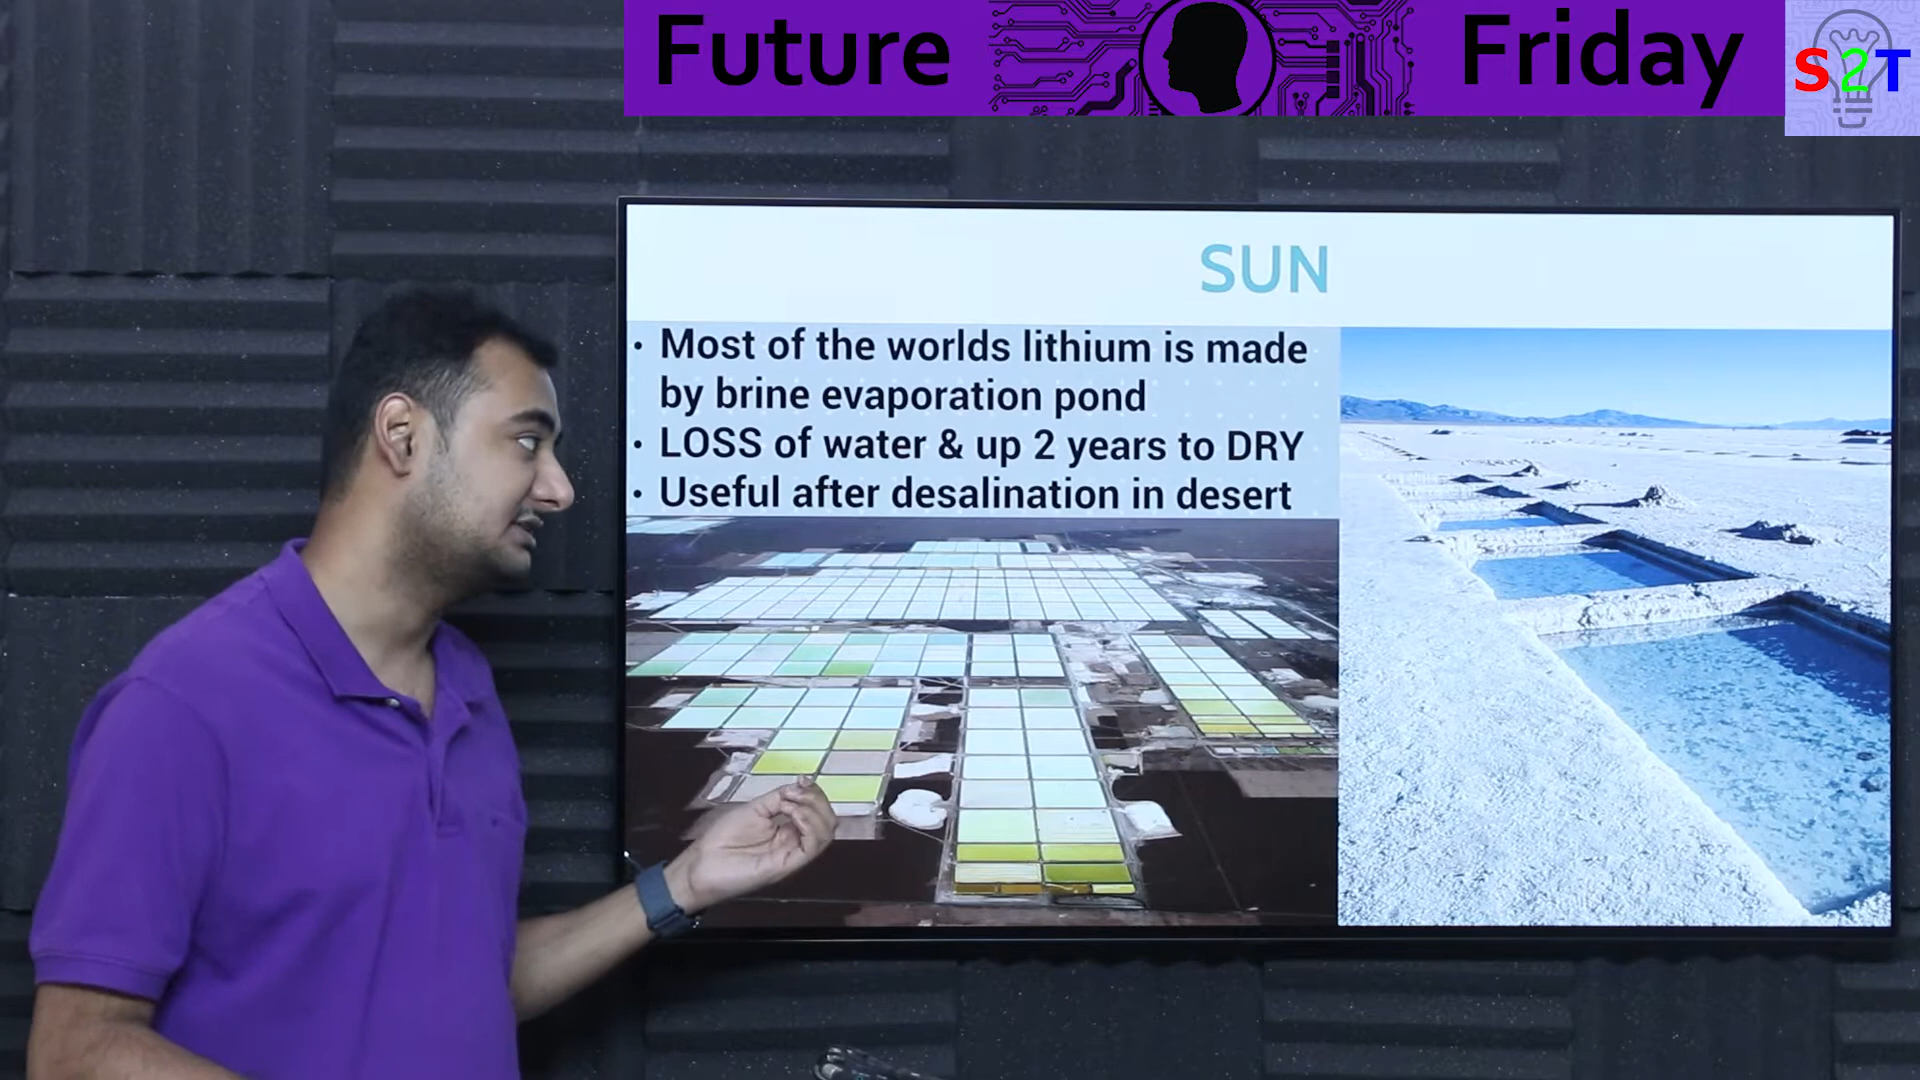 Future Friday
S2T
SUN
• Most of the worlds lithium is made
by brine evaporation pond
• LOSS of water & up 2 years to DRY
• Useful after desalination in desert